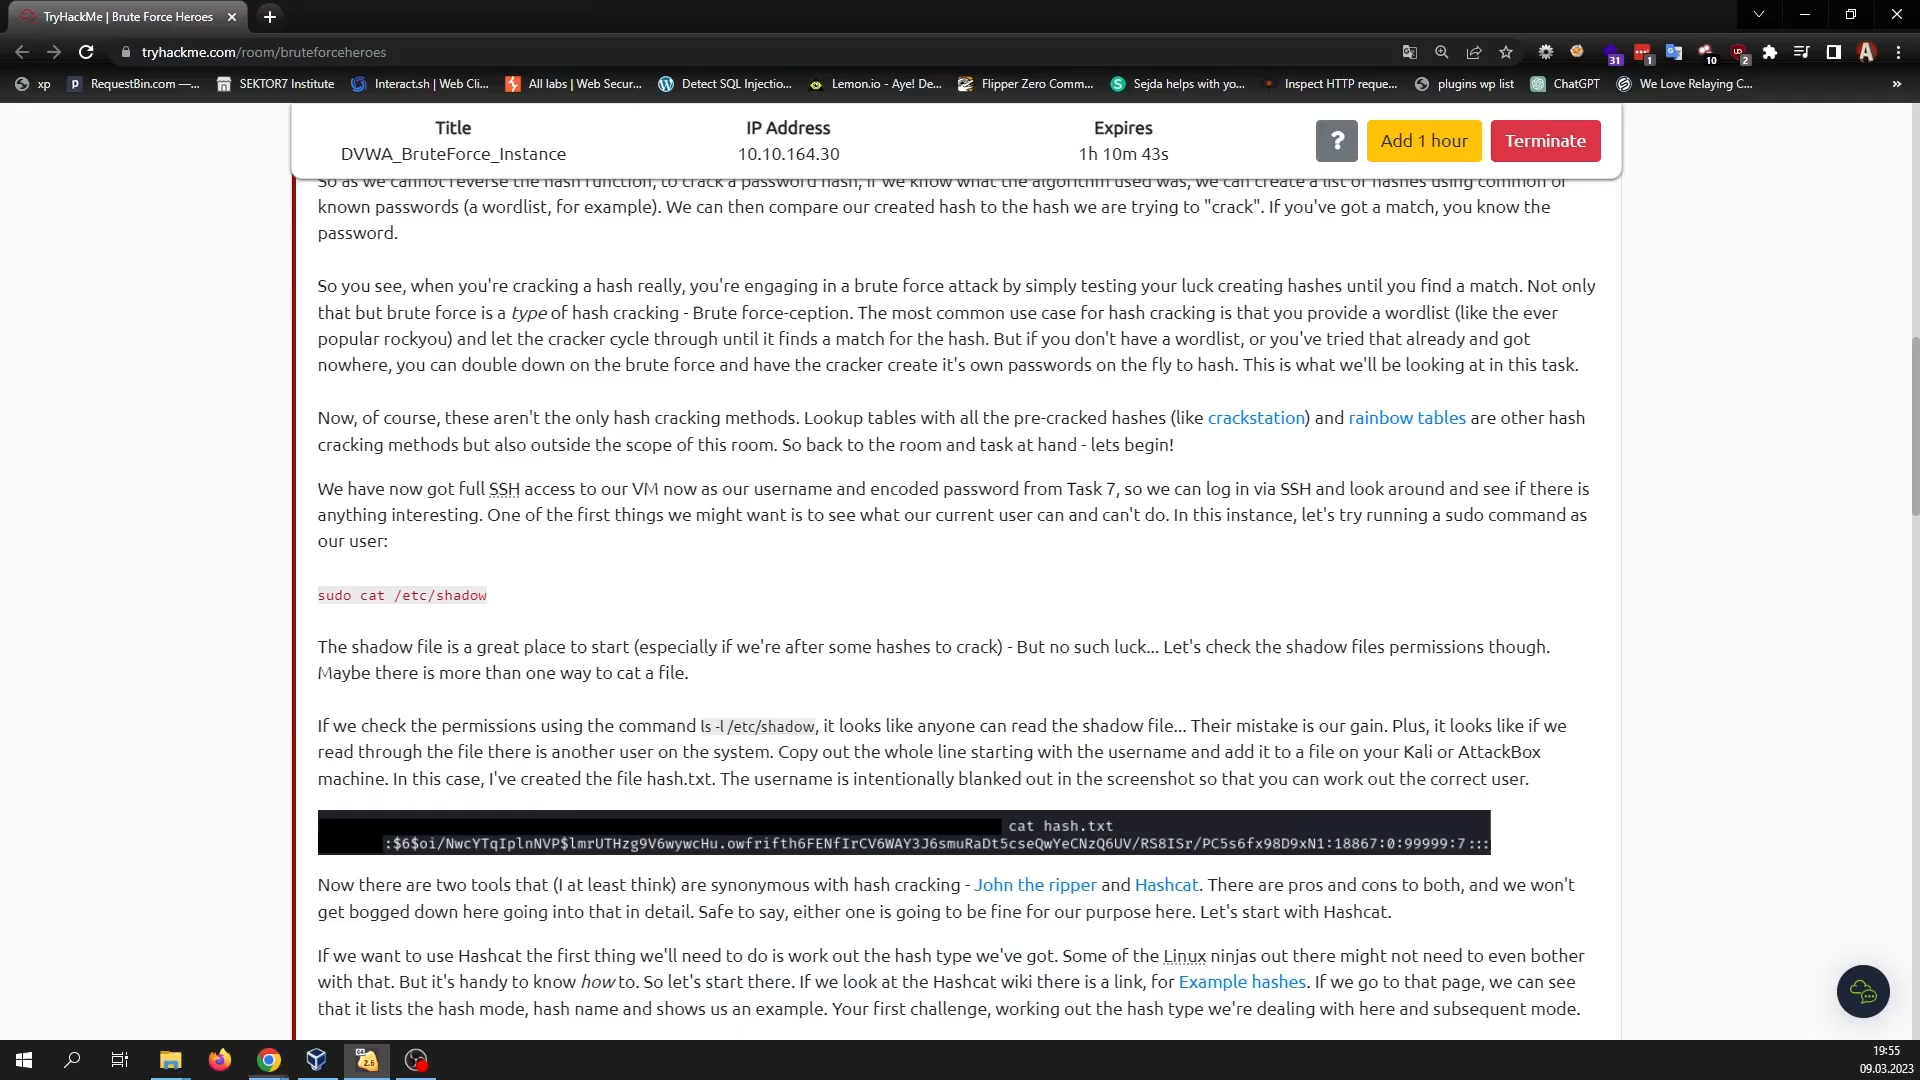 TryHackMe | Brute Force Heroes
tryhackme.com/room/bruteforceheroes
31
1
10
2
xp
RequestBin.com —...
SEKTOR7 Institute
Interact.sh | Web Cli...
All labs | Web Secur...
Detect SQL Injectio...
Lemon.io - Aye! De...
Flipper Zero Comm...
Sejda helps with yo...
Inspect HTTP reque...
plugins wp list
ChatGPT
We Love Relaying C...
»
Title
IP Address
Expires
DVWA_BruteForce_Instance
10.10.164.30
1h 10m 43s
?
Add 1 hour
Terminate
So as we cannot reverse the hash function, to crack a password hash, if we know what the algorithm used was, we can create a list of hashes using common or
known passwords (a wordlist, for example). We can then compare our created hash to the hash we are trying to "crack". If you've got a match, you know the
password.
So you see, when you're cracking a hash really, you're engaging in a brute force attack by simply testing your luck creating hashes until you find a match. Not only
that but brute force is a type of hash cracking - Brute force-ception. The most common use case for hash cracking is that you provide a wordlist (like the ever
popular rockyou) and let the cracker cycle through until it finds a match for the hash. But if you don't have a wordlist, or you've tried that already and got
nowhere, you can double down on the brute force and have the cracker create it's own passwords on the fly to hash. This is what we'll be looking at in this task.
Now, of course, these aren't the only hash cracking methods. Lookup tables with all the pre-cracked hashes (like crackstation) and rainbow tables are other hash
cracking methods but also outside the scope of this room. So back to the room and task at hand - lets begin!
We have now got full SSH access to our VM now as our username and encoded password from Task 7, so we can log in via SSH and look around and see if there is
anything interesting. One of the first things we might want is to see what our current user can and can't do. In this instance, let's try running a sudo command as
our user:
sudo cat /etc/shadow
The shadow file is a great place to start (especially if we're after some hashes to crack) - But no such luck... Let's check the shadow files permissions though.
Maybe there is more than one way to cat a file.
If we check the permissions using the command ls -l /etc/shadow, it looks like anyone can read the shadow file... Their mistake is our gain. Plus, it looks like if we
read through the file there is another user on the system. Copy out the whole line starting with the username and add it to a file on your Kali or AttackBox
machine. In this case, I've created the file hash.txt. The username is intentionally blanked out in the screenshot so that you can work out the correct user.
cat hash.txt
:$6$oi/NwcYTqIplnNVP$lmrUTHzg9V6wywcHu.owfrifth6FENfIrCV6WAY3J6smuRaDt5cseQwYeCNzQ6UV/RS8ISr/PC5s6fx98D9xN1:18867:0:99999:7:::
Now there are two tools that (I at least think) are synonymous with hash cracking - John the ripper and Hashcat. There are pros and cons to both, and we won't
get bogged down here going into that in detail. Safe to say, either one is going to be fine for our purpose here. Let's start with Hashcat.
If we want to use Hashcat the first thing we'll need to do is work out the hash type we've got. Some of the Linux ninjas out there might not need to even bother
with that. But it's handy to know how to. So let's start there. If we look at the Hashcat wiki there is a link, for Example hashes. If we go to that page, we can see
that it lists the hash mode, hash name and shows us an example. Your first challenge, working out the hash type we're dealing with here and subsequent mode.
64
2.6
19:55
09.03.2023